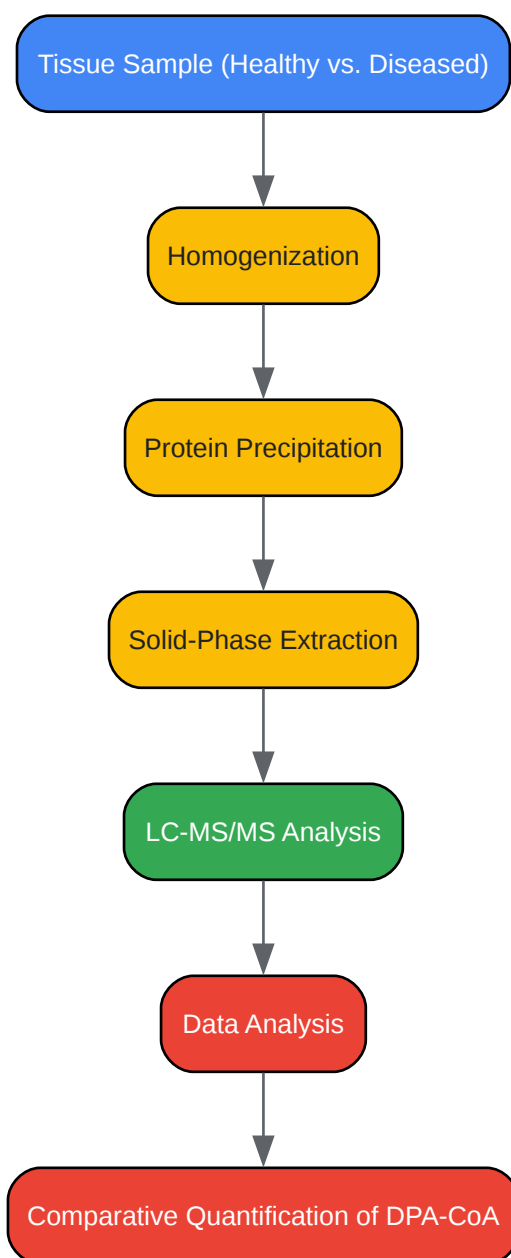 Tissue Sample (Healthy vs. Diseased)
Homogenization
Protein Precipitation
Solid-Phase Extraction
LC-MS/MS Analysis
Data Analysis
Comparative Quantification of DPA-CoA